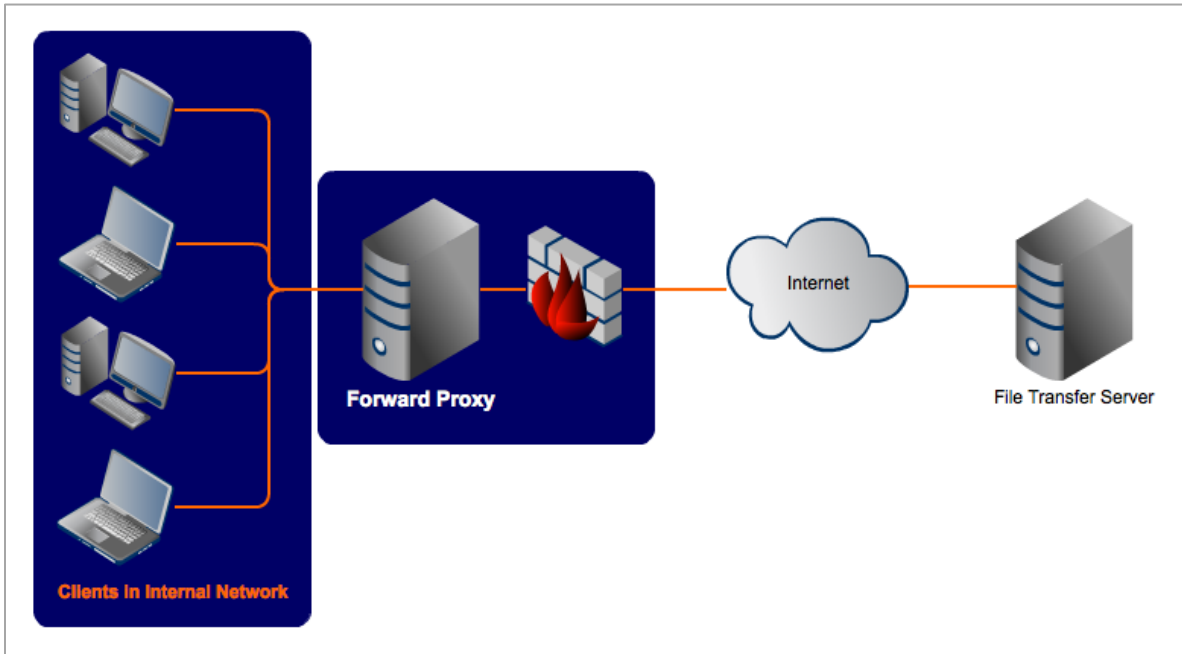 Internet
Forward Proxy
File Transfer Server
Clients in Internal Network